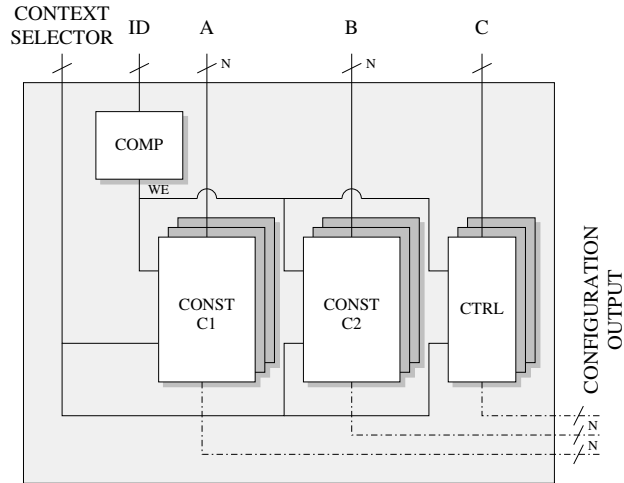 CONTEXT
SELECTOR
ID
A
B
C
N
N
COMP
WE
CONST
C1
CONST
C2
CTRL
CONFIGURATION
OUTPUT
N
N